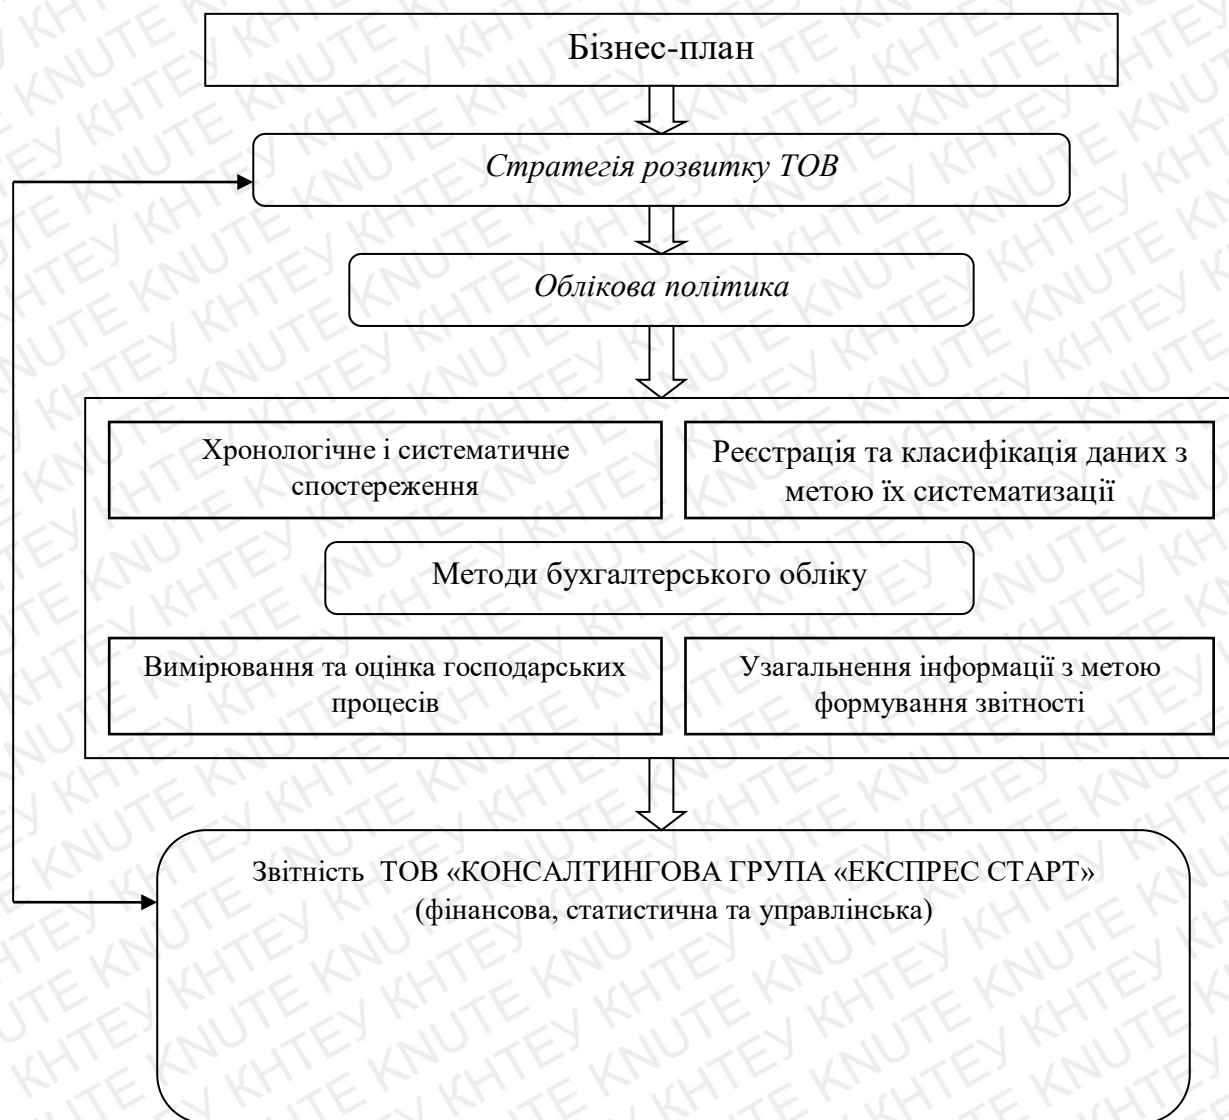 Бізнес-план
Стратегія розвитку ТОВ
Облікова політика
Хронологічне і систематичне
спостереження
Реєстрація та класифікація даних з
метою їх систематизації
Методи бухгалтерського обліку
Вимірювання та оцінка господарських
процесів
Узагальнення інформації з метою
формування звітності
Звітність ТОВ «КОНСАЛТИНГОВА ГРУПА «ЕКСПРЕС СТАРТ»
(фінансова, статистична та управлінська)